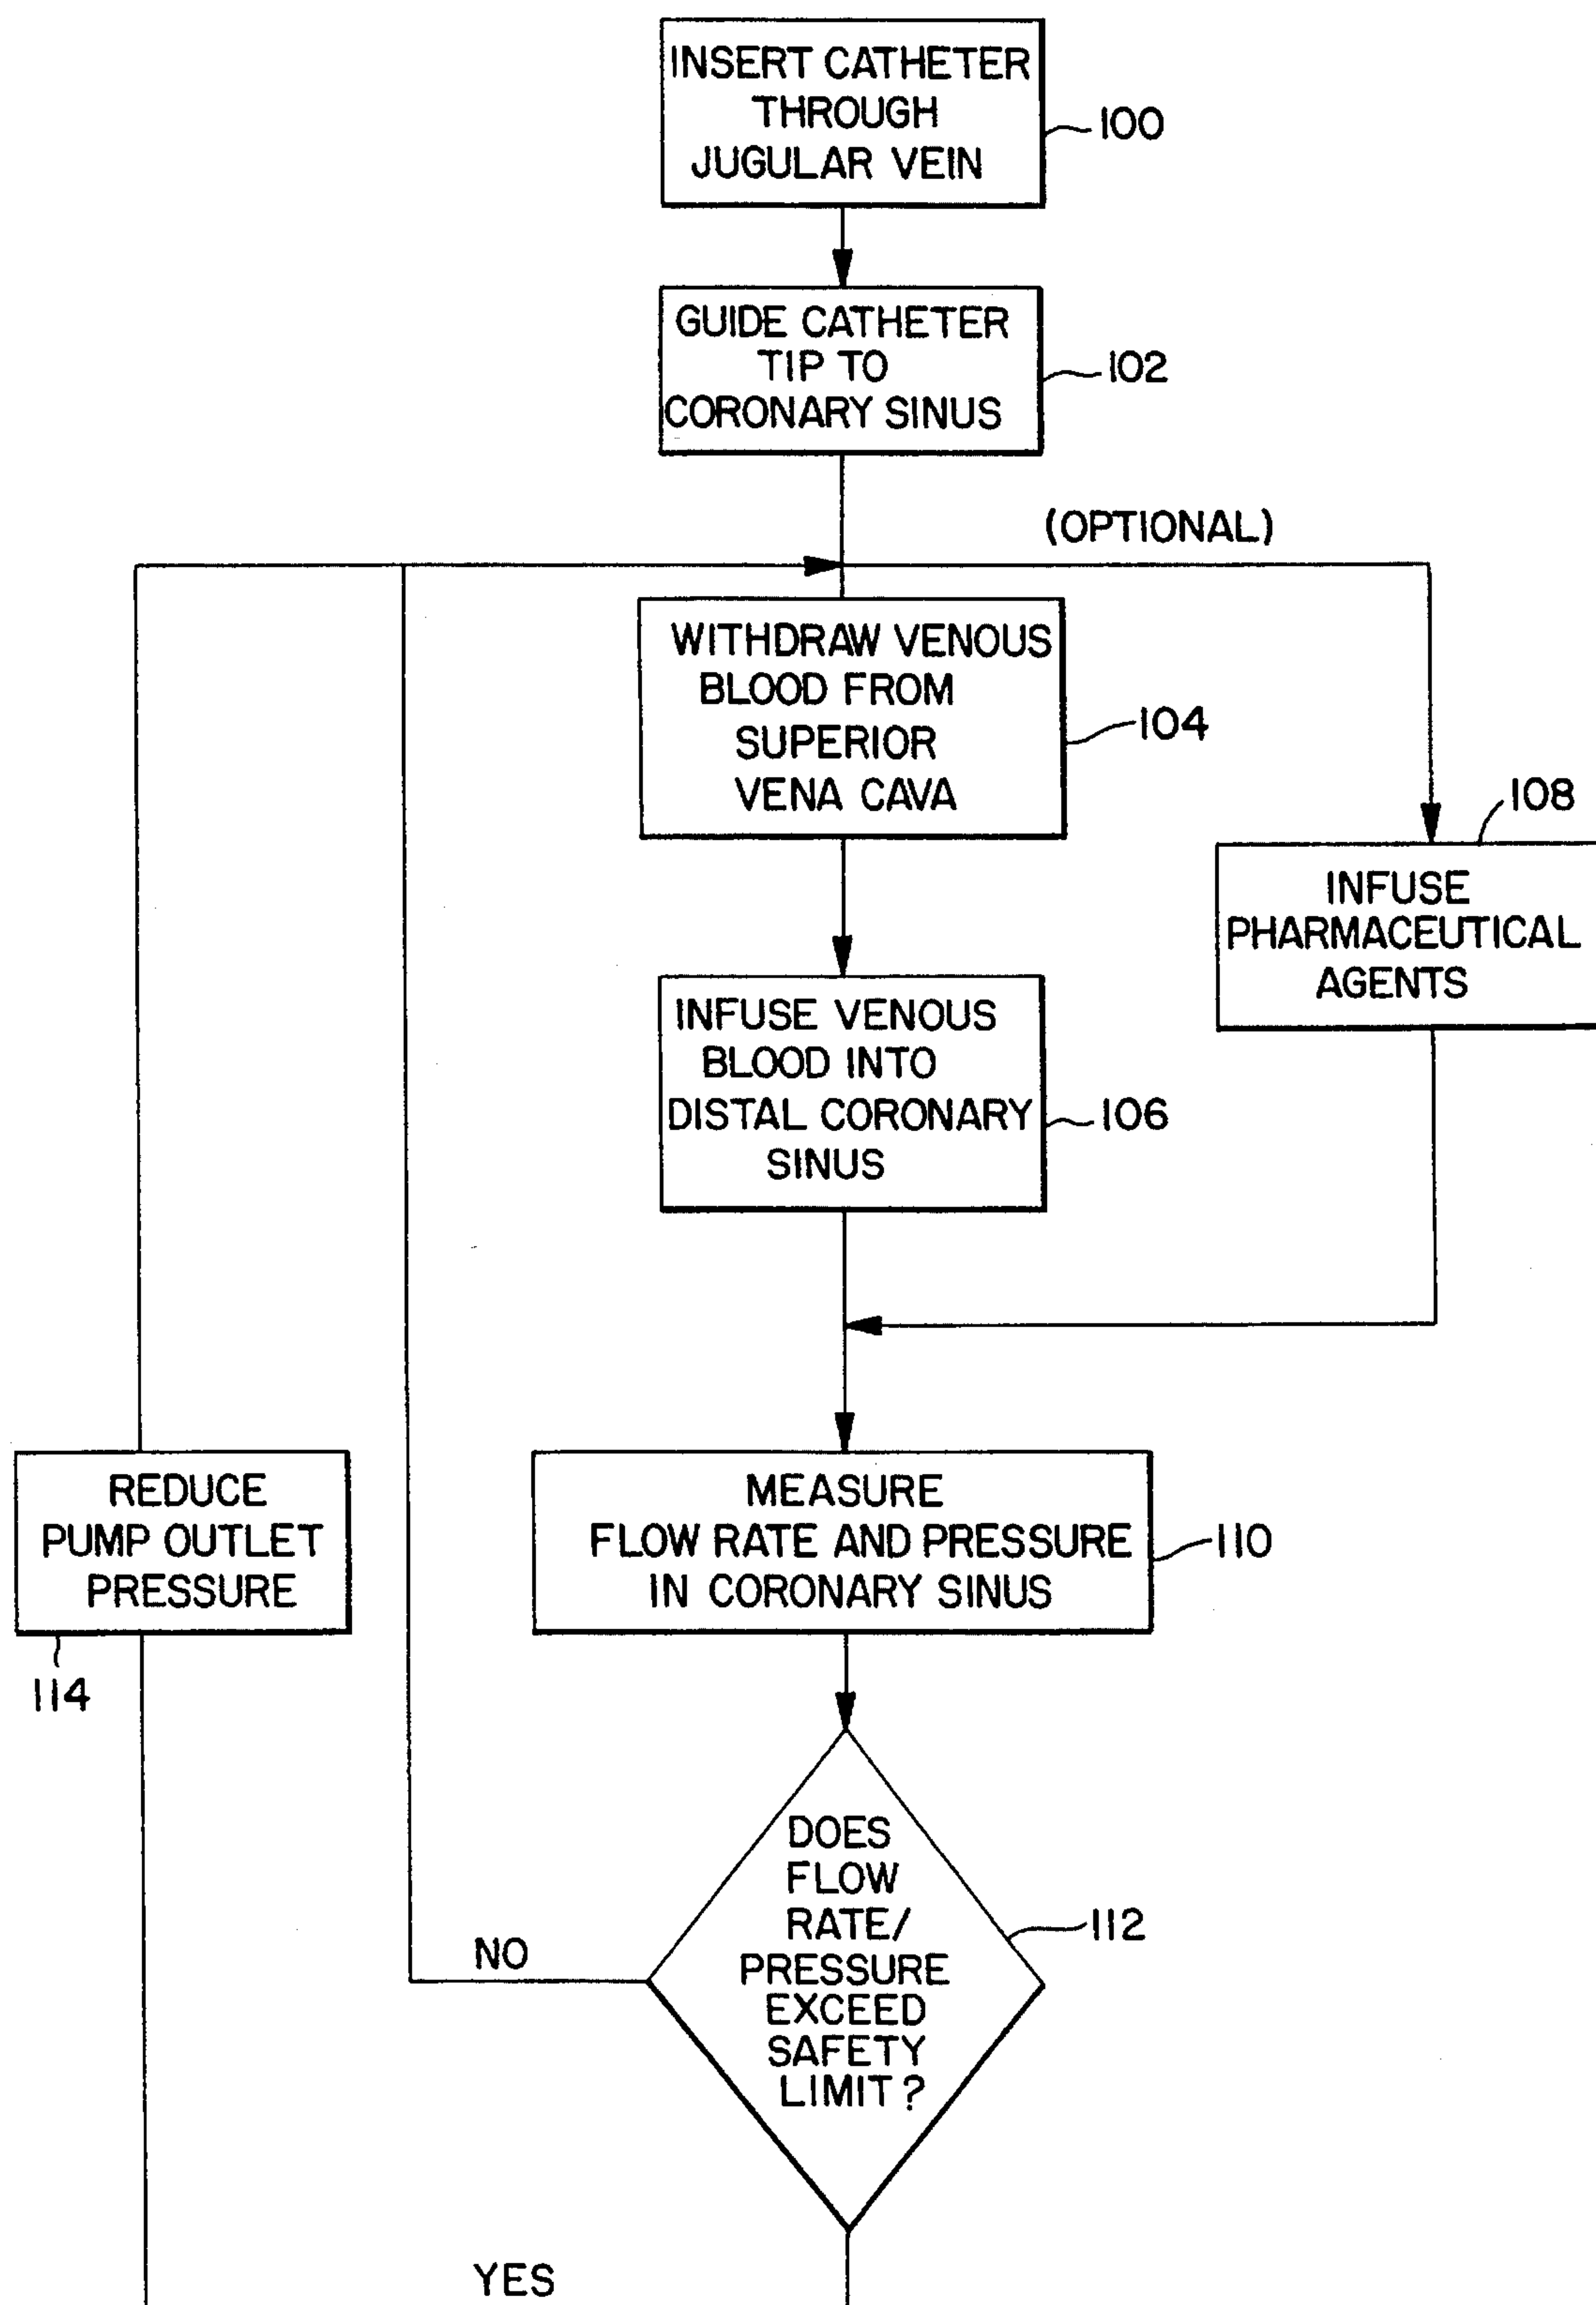 INSERT CATHETER
THROUGH
JUGULAR VEIN
100
GUIDE CATHETER
TIP TO
CORONARY SINUS
102
(OPTIONAL)
WITHDRAW VENOUS
BLOOD FROM
SUPERIOR
VENA CAVA
104
108
INFUSE
PHARMACEUTICAL
AGENTS
INFUSE VENOUS
BLOOD INTO
DISTAL CORONARY
SINUS
106
REDUCE
PUMP OUTLET
PRESSURE
114
MEASURE
FLOW RATE AND PRESSURE
IN CORONARY SINUS
110
DOES
FLOW
RATE/
PRESSURE
EXCEED
SAFETY
LIMIT?
112
NO
YES